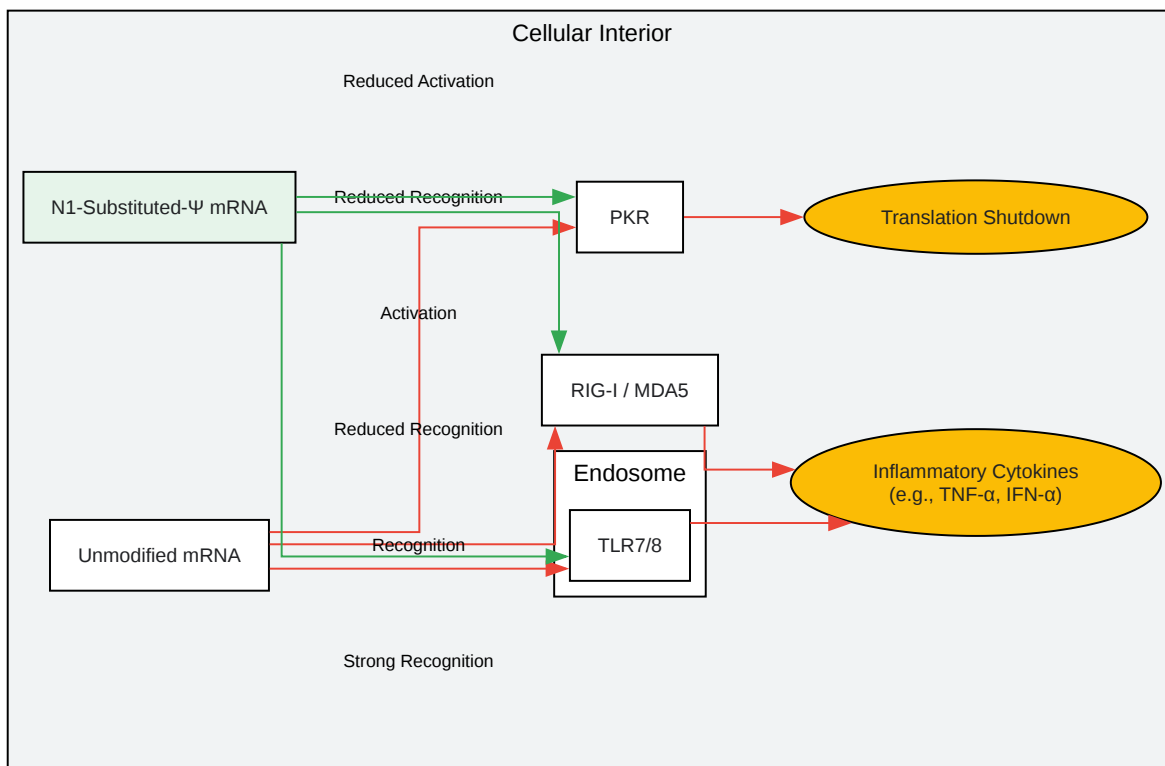 Cellular Interior
Reduced Activation
N1-Substituted-Ψ mRNA
Reduced Recognition
PKR
Translation Shutdown
Activation
RIG-I / MDA5
Reduced Recognition
Endosome
Inflammatory Cytokines
(e.g., TNF-α, IFN-α)
Unmodified mRNA
Recognition
TLR7/8
Strong Recognition